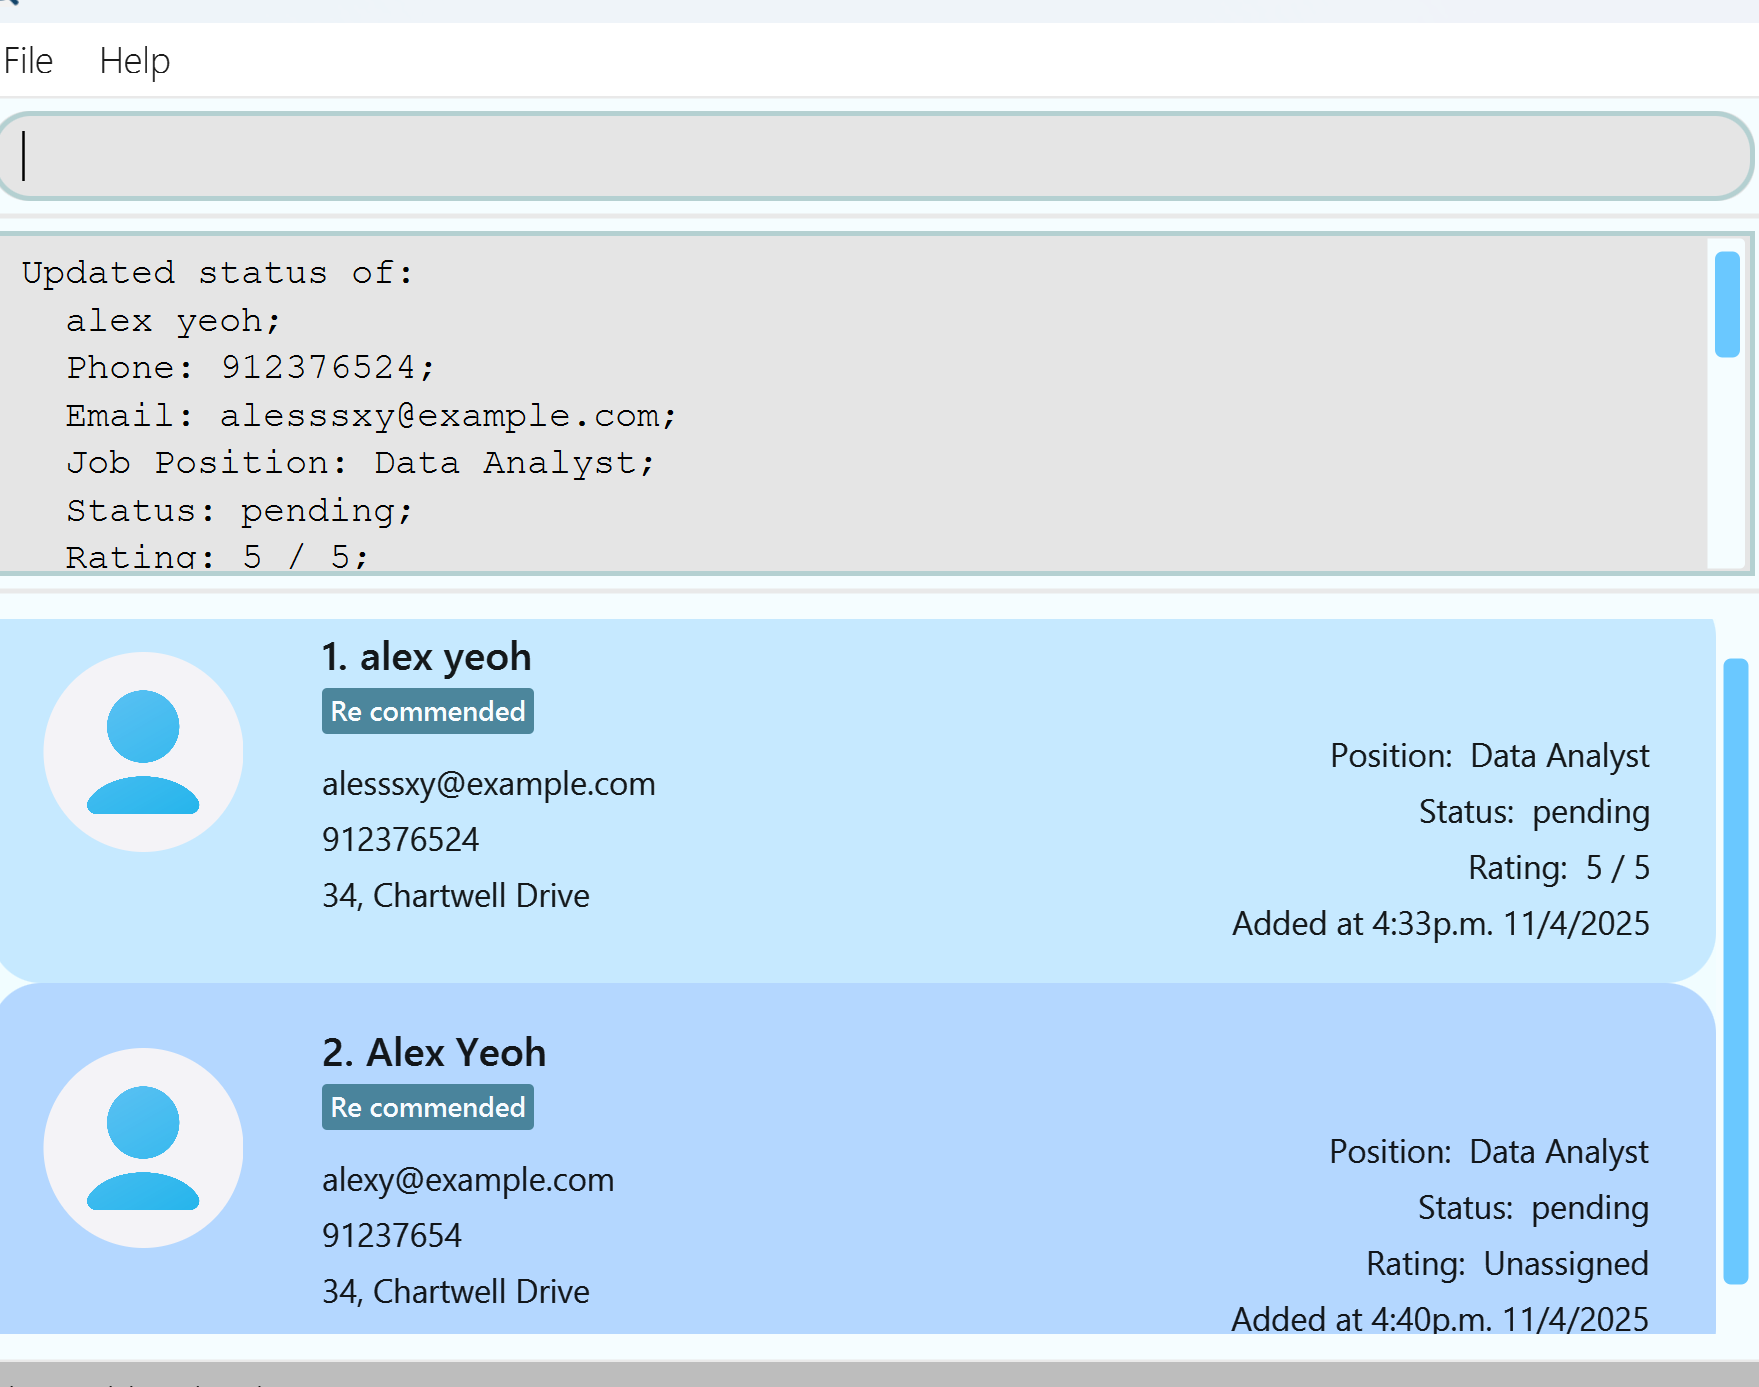 File Help
Updated status of:
alex yeoh;
Phone: 912376524;
Email: alesssxy@example.com;
Job Position: Data Analyst;
Status: pending;
Rating: 5 / 5;
1. alex yeoh
Re commended
alesssxy@example.com
912376524
34, Chartwell Drive
Position: Data Analyst
Status: pending
Rating: 5 / 5
Added at 4:33p.m. 11/4/2025
2. Alex Yeoh
Re commended
alexy@example.com
91237654
34, Chartwell Drive
Position: Data Analyst
Status: pending
Rating: Unassigned
Added at 4:40p.m. 11/4/2025